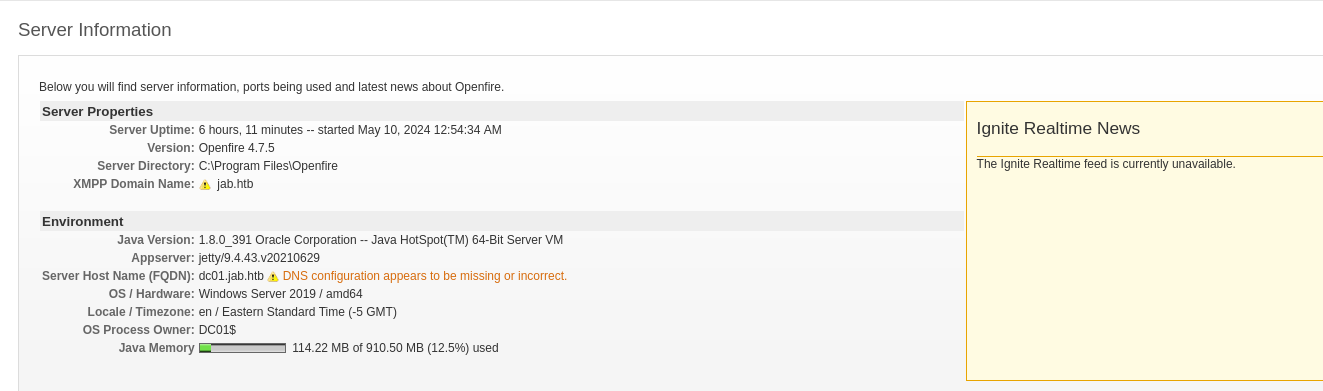 Server Information
Below you will find server information, ports being used and latest news about Openfire.
Server Properties
Server Uptime: 6 hours, 11 minutes -- started May 10, 2024 12:54:34 AM
Version: Openfire 4.7.5
Server Directory: C:\Program Files\Openfire
XMPP Domain Name: jab.htb
Environment
Java Version: 1.8.0_391 Oracle Corporation -- Java HotSpot(TM) 64-Bit Server VM
Appserver: jetty/9.4.43.v20210629
Server Host Name (FQDN): dc01.jab.htb DNS configuration appears to be missing or incorrect.
OS / Hardware: Windows Server 2019 / amd64
Locale / Timezone: en / Eastern Standard Time (-5 GMT)
OS Process Owner: DC01$
Java Memory 114.22 MB of 910.50 MB (12.5%) used
Ignite Realtime News
The Ignite Realtime feed is currently unavailable.